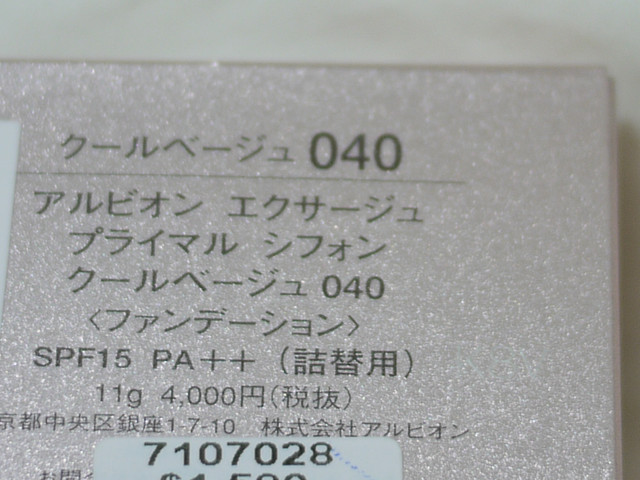 クールベージュ 040
アルビオン エクサージュ
プライマル シフォン
クールベージュ 040
〈ファンデーション〉
SPF15 PA++ (詰替用)
11g 4,000円(税抜)
京都中央区銀座1-7-10 株式会社アルビオン
7107028